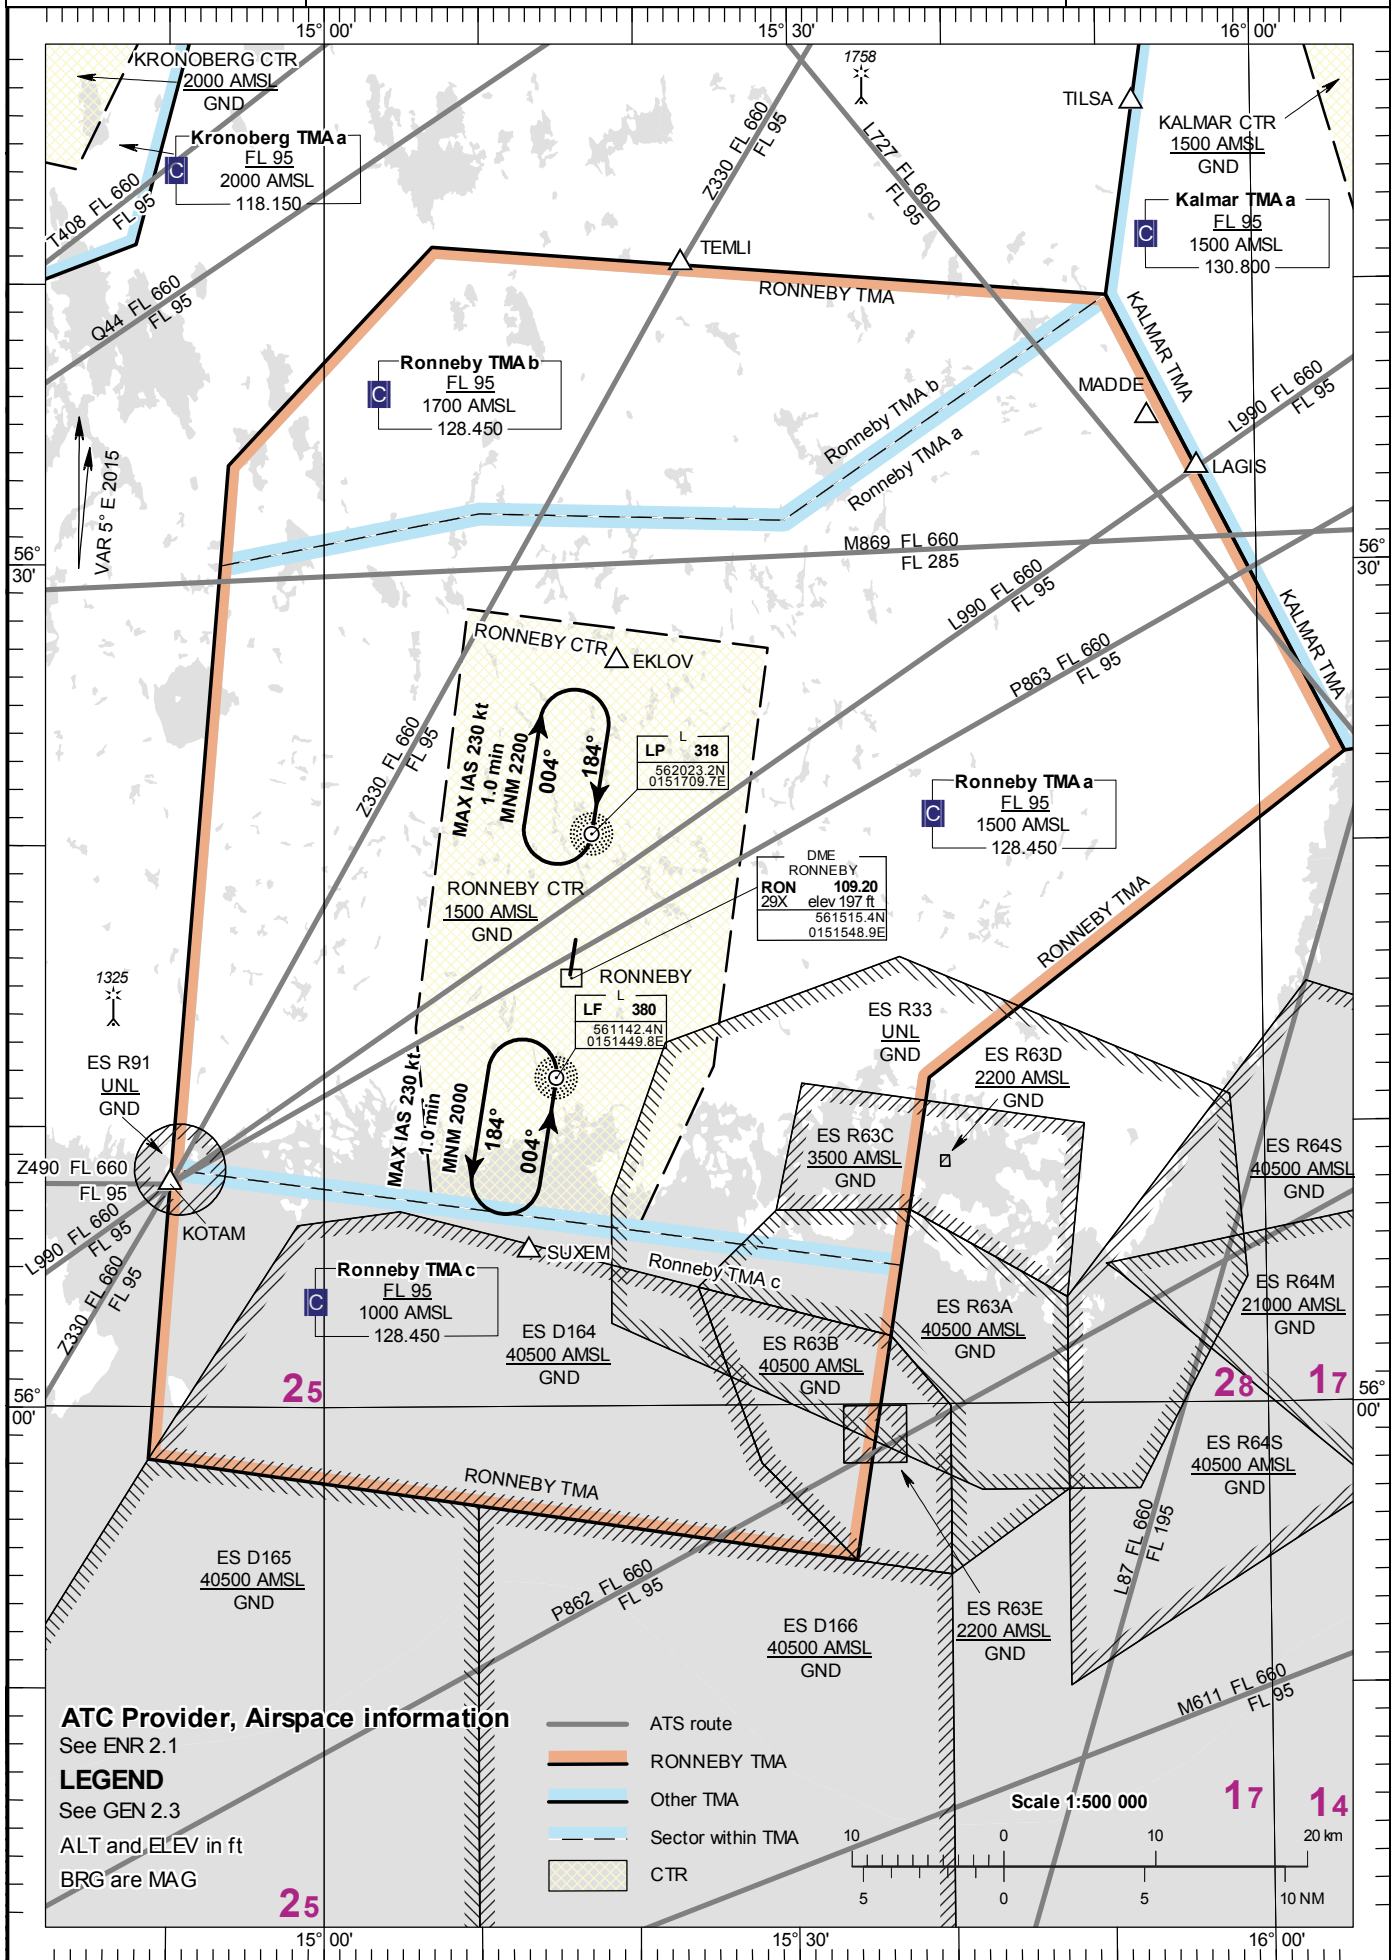 15° 00'
15° 30'
16° 00'
KRONOBERG CTR
2000 AMSL
GND
Kronoberg TMA a
C
FL 95
2000 AMSL
118.150
T408 FL 660
FL 95
Q44 FL 660
FL 95
1758
Z330 FL 660
FL 95
L727 FL 660
FL 95
TILSA
KALMAR CTR
1500 AMSL
GND
Kalmar TMA a
C
FL 95
1500 AMSL
130.800
TEMLI
RONNEBY TMA
Ronneby TMA b
C
FL 95
1700 AMSL
128.450
KALMAR TMA
MADDE
L990 FL 660
FL 95
LAGIS
Ronneby TMA b
Ronneby TMA a
VAR 5° E 2015
56°
30'
M869 FL 660
FL 285
56°
30'
L990 FL 660
FL 95
KALMAR TMA
P863 FL 660
FL 95
RONNEBY CTR
EKLOV
Z330 FL 660
FL 95
MAX IAS 230 kt
1.0 min
MNM 2200
004°
184°
L
LP 318
562023.2N
0151709.7E
Ronneby TMA a
C
FL 95
1500 AMSL
128.450
RONNEBY CTR
1500 AMSL
GND
DME
RONNEBY
RON 109.20
29X elev 197 ft
561515.4N
0151548.9E
RONNEBY TMA
RONNEBY
L
LF 380
561142.4N
0151449.8E
1325
ES R91
UNL
GND
MAX IAS 230 kt
1.0 min
MNM 2000
184°
004°
ES R33
UNL
GND
ES R63D
2200 AMSL
GND
ES R63C
3500 AMSL
GND
ES R64S
40500 AMSL
GND
Z490 FL 660
FL 95
L990 FL 660
FL 95
Z330 FL 660
FL 95
KOTAM
SUXEM
Ronneby TMA c
Ronneby TMA c
C
FL 95
1000 AMSL
128.450
ES D164
40500 AMSL
GND
ES R63B
40500 AMSL
GND
ES R63A
40500 AMSL
GND
ES R64M
21000 AMSL
GND
25
28
17
56°
00'
56°
00'
ES R64S
40500 AMSL
GND
RONNEBY TMA
L87 FL 660
FL 195
ES D165
40500 AMSL
GND
P862 FL 660
FL 95
ES D166
40500 AMSL
GND
ES R63E
2200 AMSL
GND
M611 FL 660
FL 95
ATC Provider, Airspace information
See ENR 2.1
LEGEND
See GEN 2.3
ALT and ELEV in ft
BRG are MAG
ATS route
RONNEBY TMA
Other TMA
Sector within TMA
CTR
Scale 1:500 000
17
14
10 0 10 20 km
5 0 5 10 NM
25
15° 00'
15° 30'
16° 00'